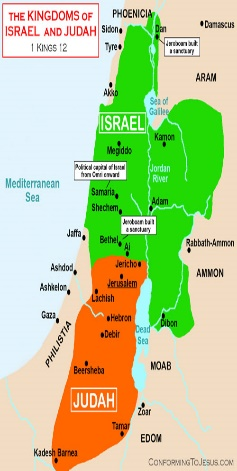 THE KINGDOMS OF
ISRAEL AND JUDAH
1 KINGS 12
PHOENICIA
Damascus
Sidon
Dan
Tyre
Jeroboam built
a sanctuary
ARAM
Akko
Sea of
Galilee
ISRAEL
Kamon
Megiddo
Jordan
River
Political capital of Israel
from Omri onward
Mediterranean
Sea
Samaria
Shechem
Adam
Jeroboam built
a sanctuary
Jaffa
Bethel
Ai
Rabbath-Ammon
Jericho
AMMON
Ashdod
Jerusalem
Ashkelon
Lachish
Gaza
Hebron
Dibon
PHILISTIA
Debir
Dead
Sea
Beersheba
MOAB
JUDAH
Zoar
Tamar
EDOM
Kadesh Barnea
CONFORMINGTOJESUS.COM